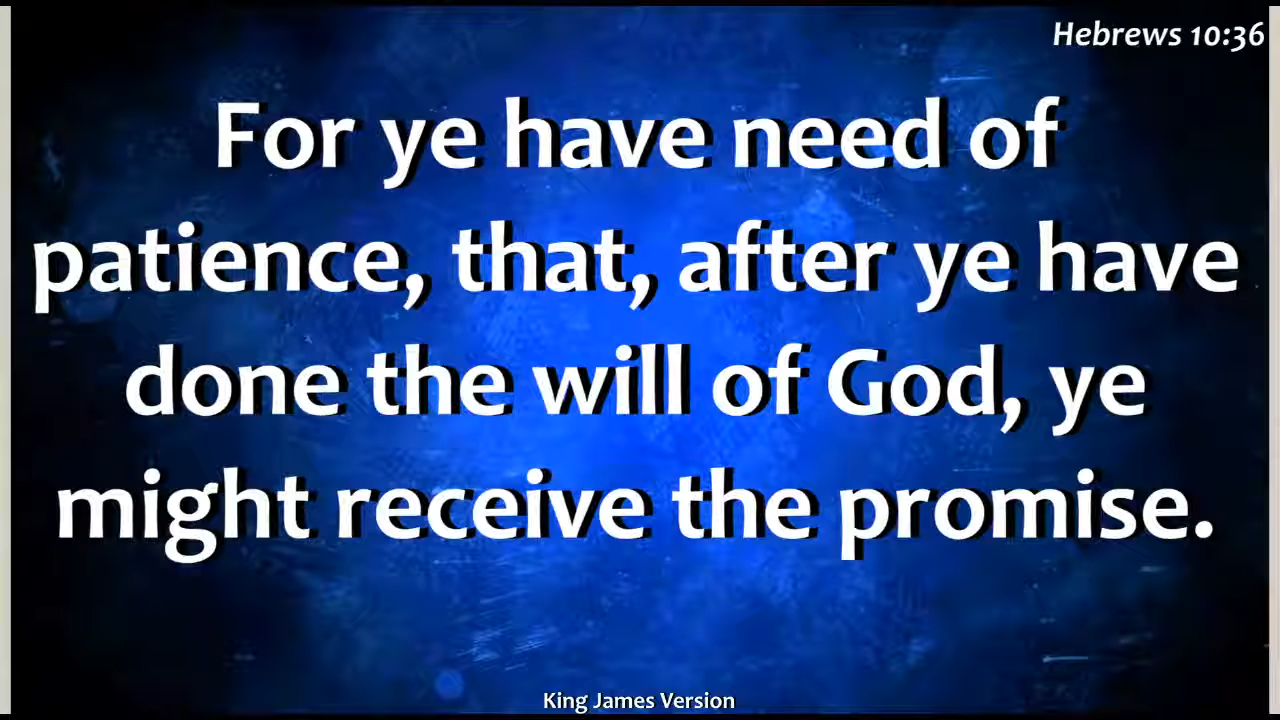 Hebrews 10:36
For ye have need of
patience, that, after ye have
done the will of God, ye
might receive the promise.
King James Version